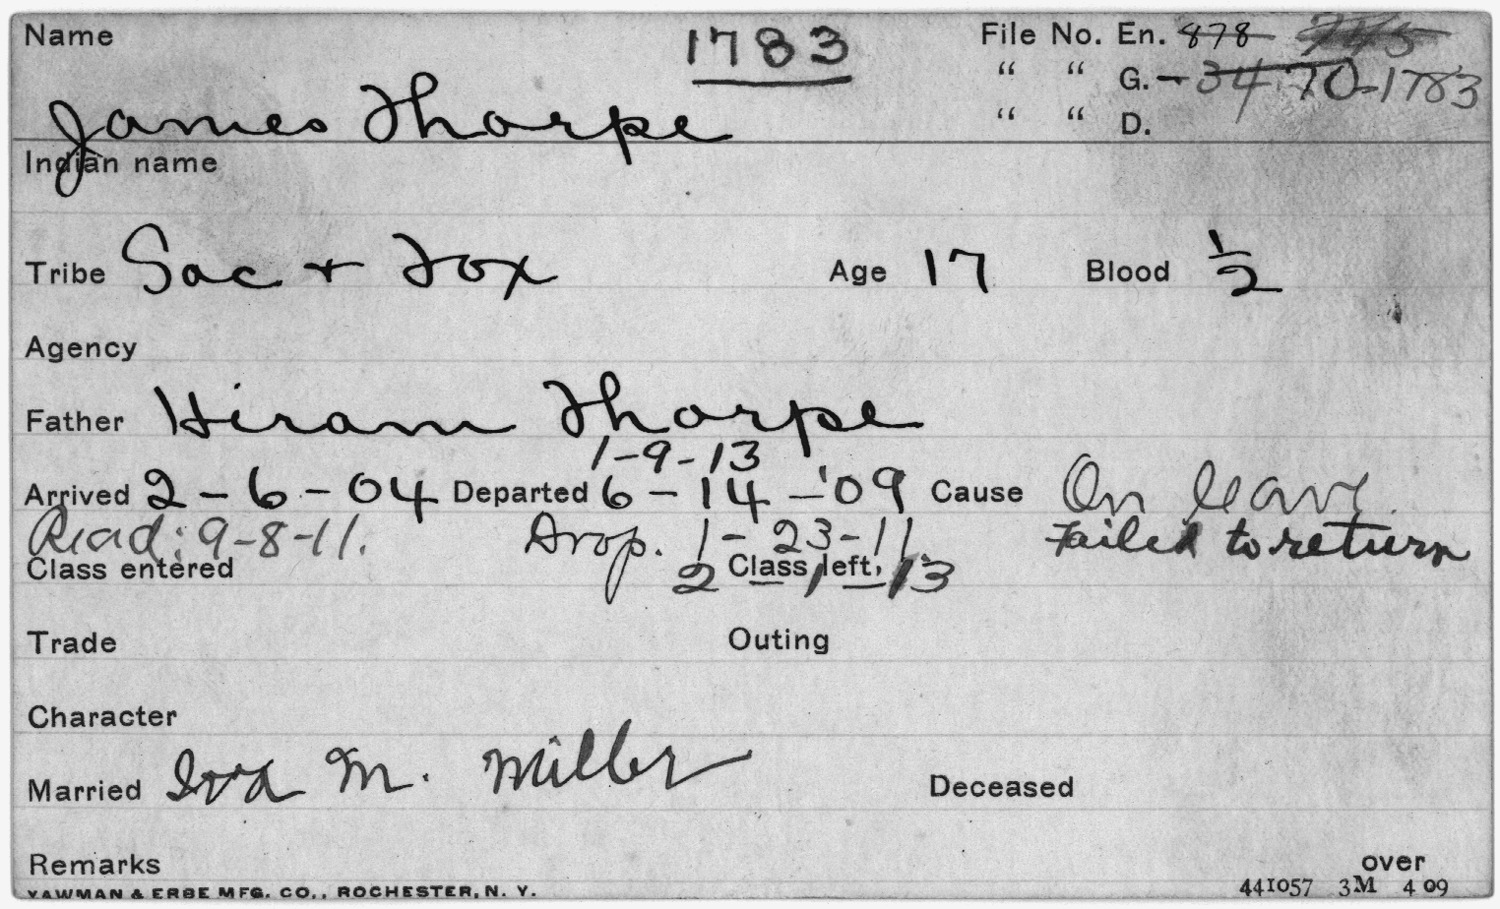 Name 1783 File No. En. 878 745
" " G. - 3470-1783
James Thorpe " " D.
Indian name
Tribe Sac + Fox Age 17 Blood 1/2
Agency
Father Hiram Thorpe
1-9-13
Arrived 2-6-04 Departed 6-14-'09 Cause On leave
Read: 9-8-11. Drop. 1-23-11 Failed to return
Class entered 2 Class left, 13
Trade Outing
Character
Married Iva M. Miller Deceased
Remarks over
YAWMAN & ERBE MFG. CO., ROCHESTER, N. Y. 441057 3M 4 09